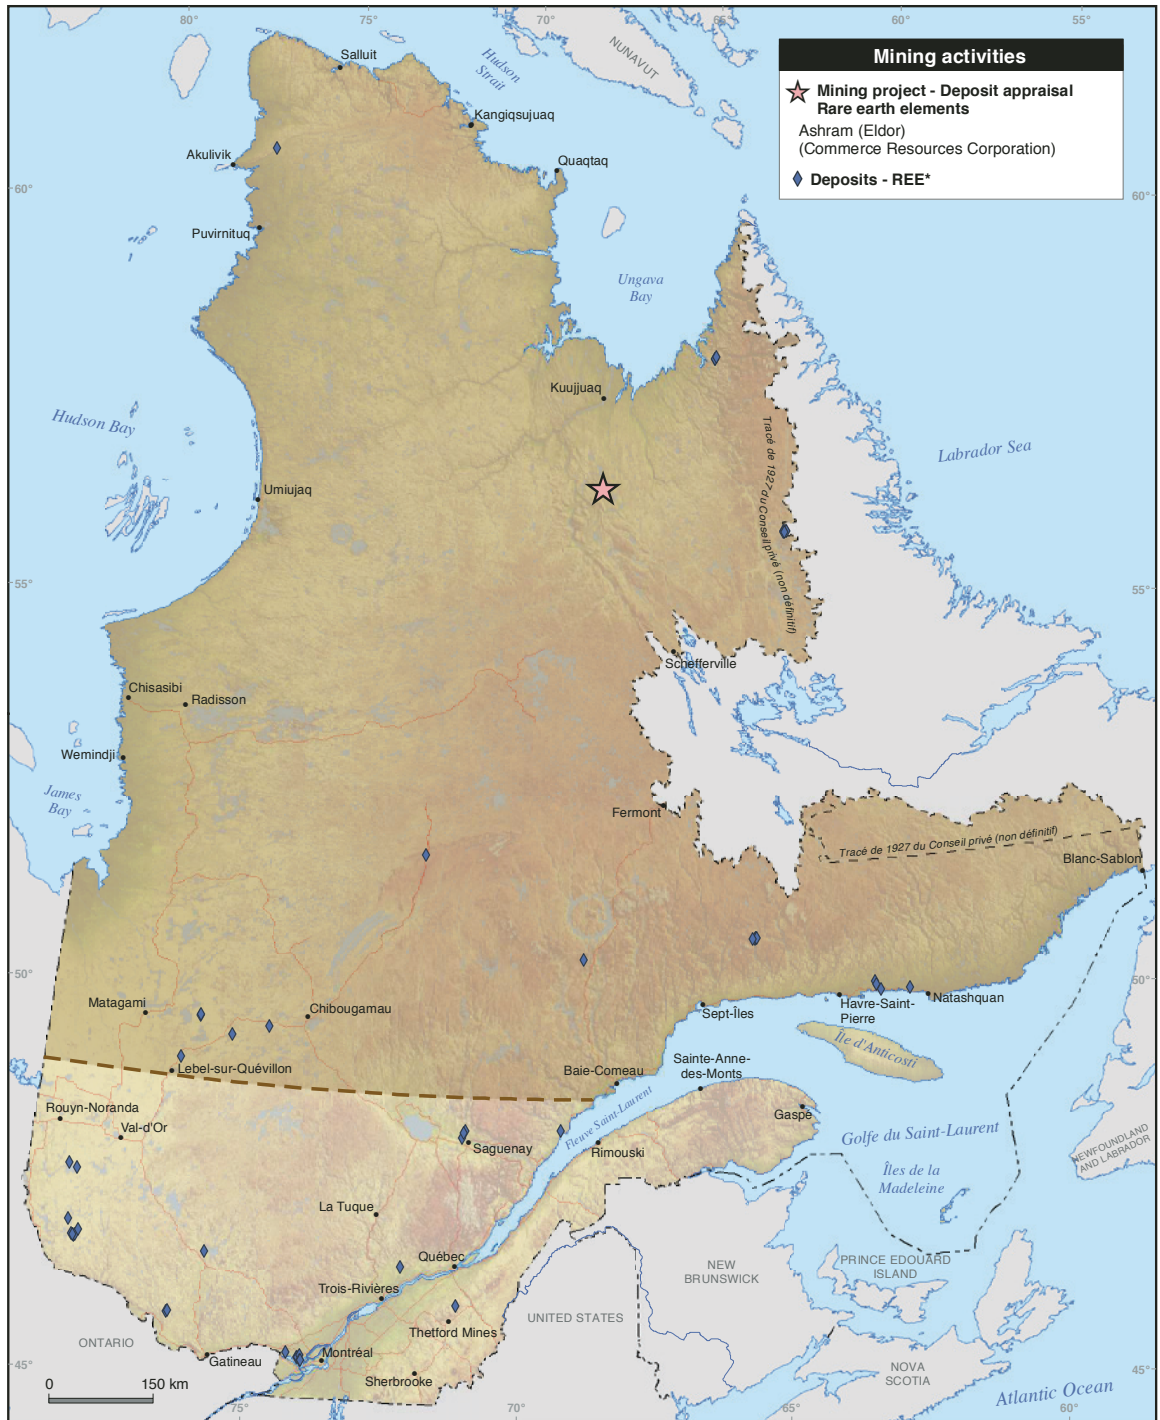 80°
75°
70°
60°
55°
Mining activities
Mining project - Deposit appraisal
Rare earth elements
Ashram (Eldor)
(Commerce Resources Corporation)
Deposits - REE*
NUNAVUT
Hudson
Strait
Salluit
Kangiqsujuaq
Akulivik
Quaqtaq
60°
60°
Puvirnituq
Ungava
Bay
Kuujjuaq
Hudson Bay
Labrador Sea
Tracé de 1927 du Conseil privé (non définitif)
Umiujaq
55°
55°
Schefferville
Chisasibi
Radisson
Wemindji
James
Bay
Fermont
Tracé de 1927 du Conseil privé (non définitif)
Blanc-Sablon
50°
50°
Matagami
Chibougamau
Sept-Îles
Havre-Saint-
Pierre
Natashquan
Île d'Anticosti
Lebel-sur-Quévillon
Baie-Comeau
Sainte-Anne-
des-Monts
Fleuve Saint-Laurent
Rouyn-Noranda
Val-d'Or
Saguenay
Rimouski
Gaspé
Golfe du Saint-Laurent
NEWFOUNDLAND
AND LABRADOR
Îles de la
Madeleine
La Tuque
Québec
Trois-Rivières
NEW
BRUNSWICK
PRINCE EDOUARD
ISLAND
UNITED STATES
Thetford Mines
ONTARIO
Gatineau
Montréal
Sherbrooke
NOVA
SCOTIA
45°
45°
Atlantic Ocean
0
150 km
75°
70°
65°
60°